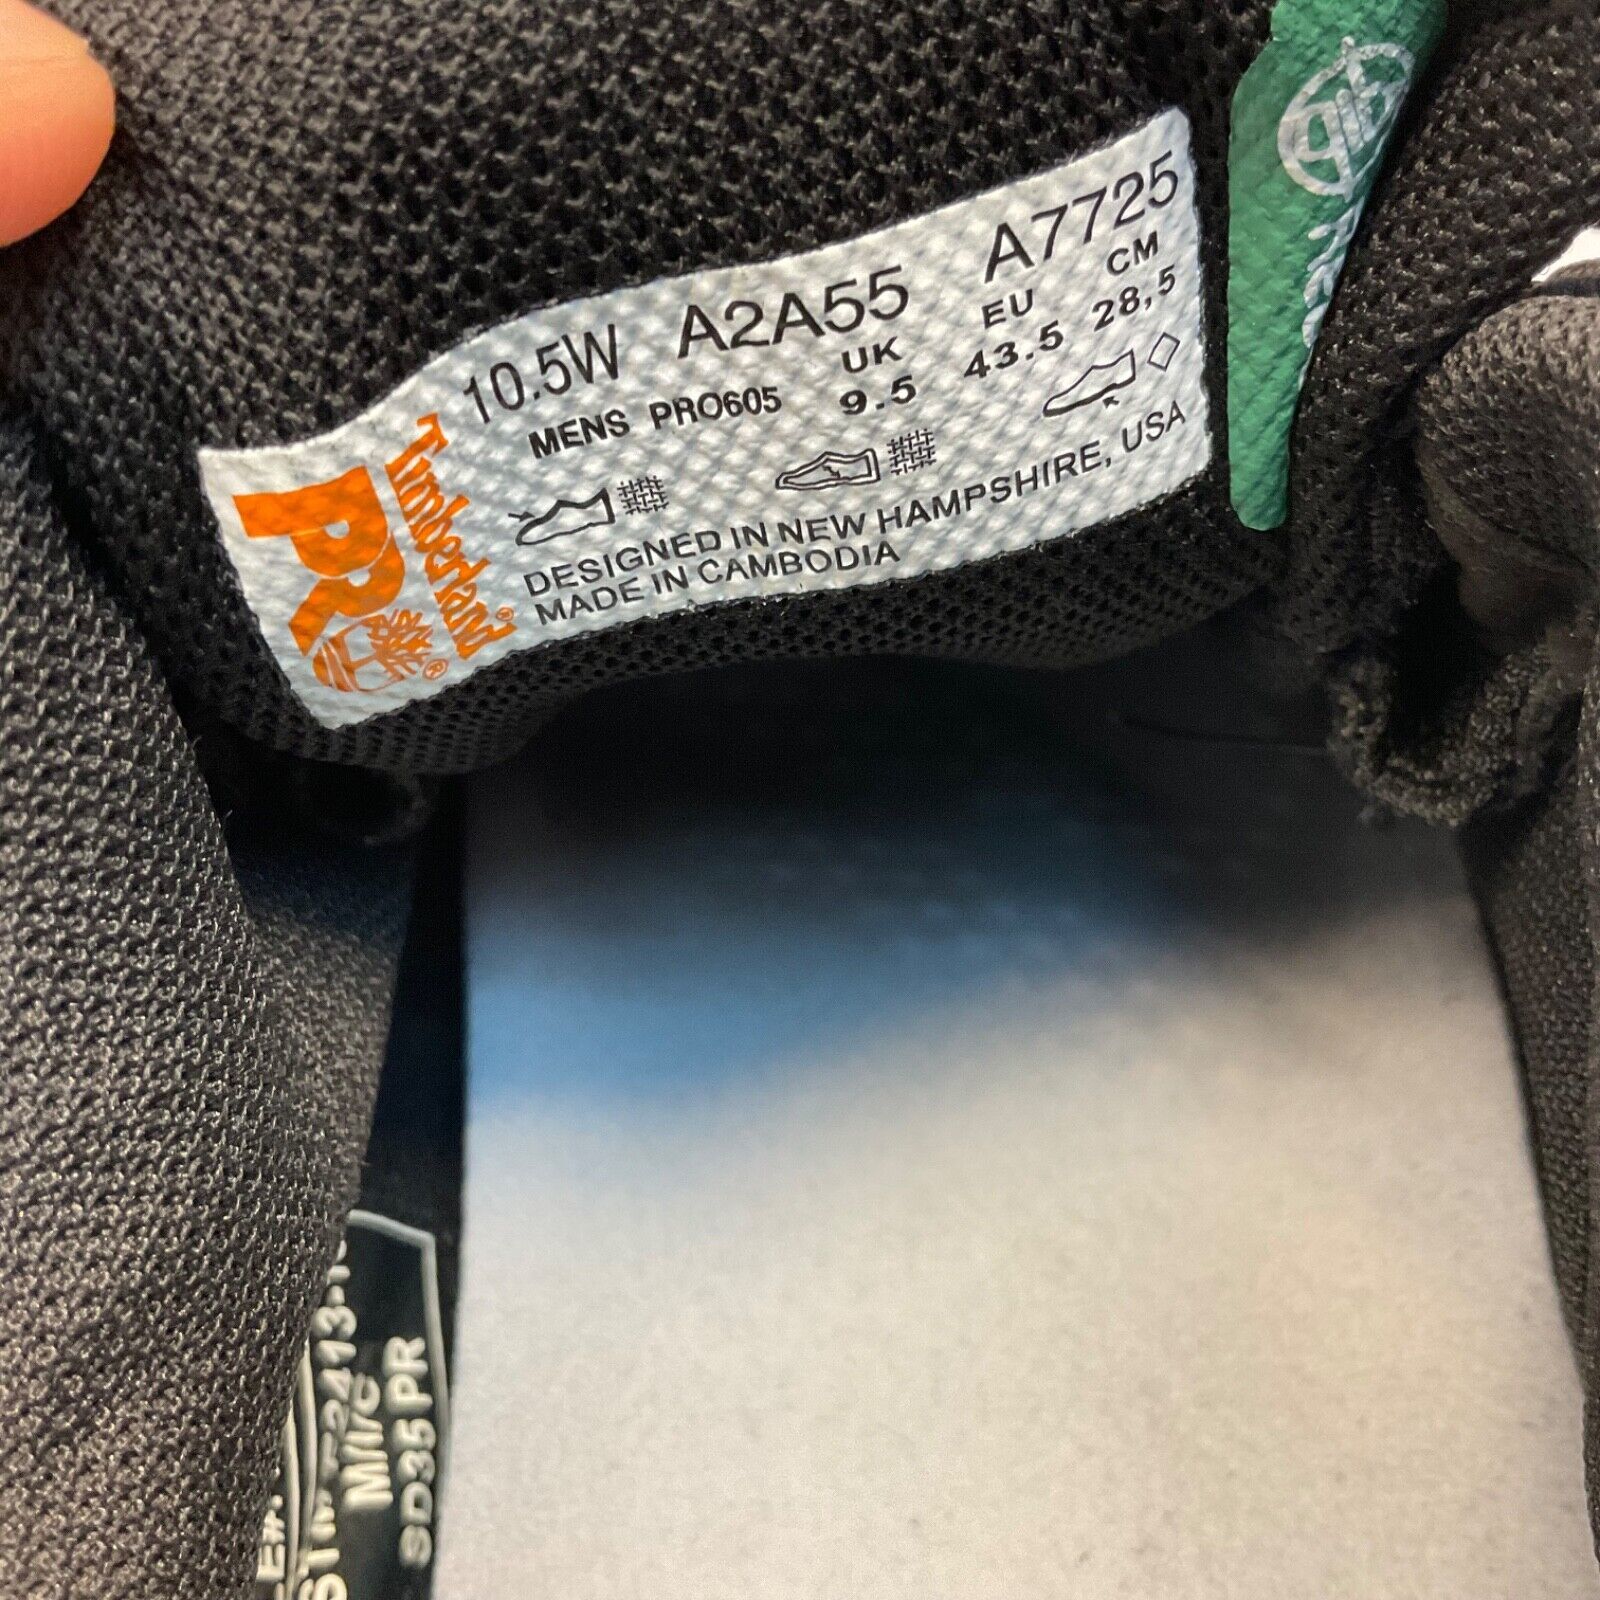 10.5W A2A55 A7725
MENS PRO605 UK EU CM
9.5 43.5 28,5
DESIGNED IN NEW HAMPSHIRE, USA
MADE IN CAMBODIA
Timberland®
PRO®
F2413-
M/I/C
SD35 PR